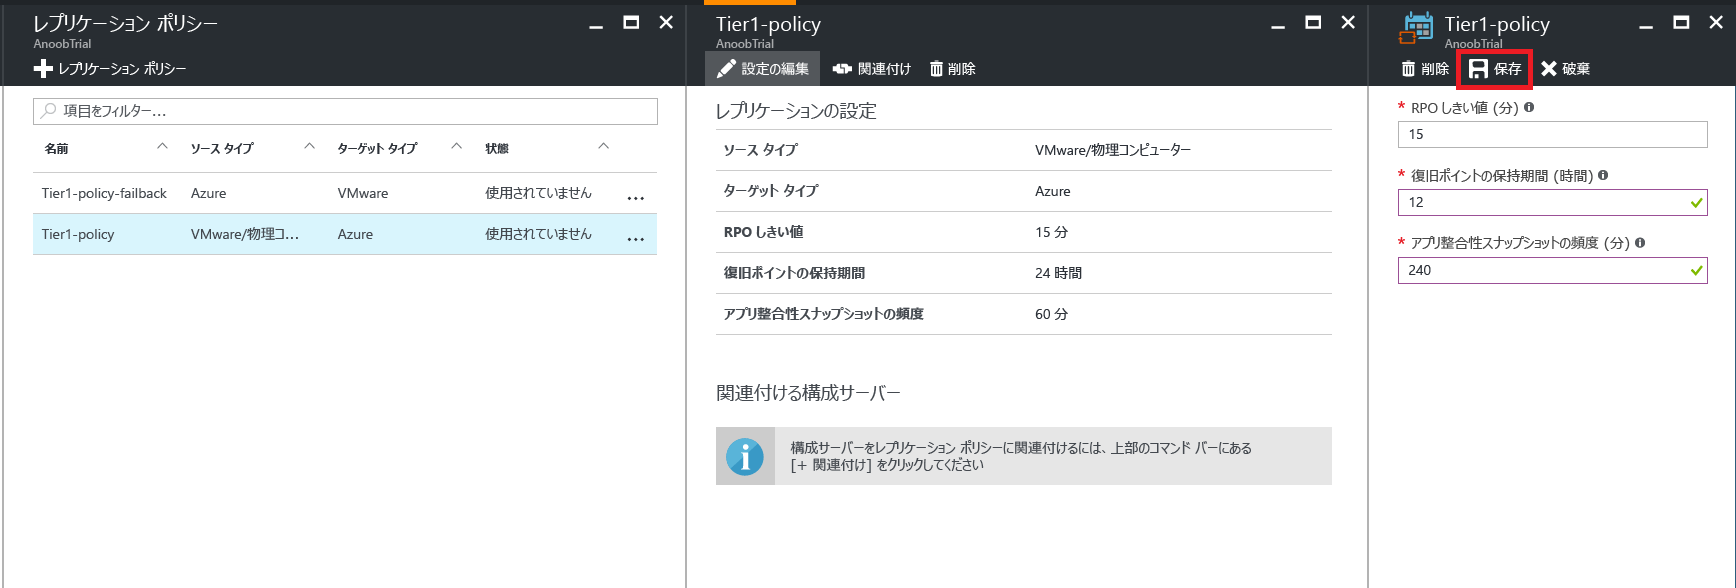 レプリケーション ポリシー
AnoobTrial
レプリケーション ポリシー
項目をフィルター...
名前 ソース タイプ ターゲット タイプ 状態
Tier1-policy-failback Azure VMware 使用されていません ...
Tier1-policy VMware/物理コ... Azure 使用されていません ...
Tier1-policy
AnoobTrial
設定の編集 関連付け 削除
レプリケーションの設定
ソース タイプ VMware/物理コンピューター
ターゲット タイプ Azure
RPO しきい値 15 分
復旧ポイントの保持期間 24 時間
アプリ整合性スナップショットの頻度 60 分
関連付ける構成サーバー
構成サーバーをレプリケーション ポリシーに関連付けるには、上部のコマンド バーにある
[+ 関連付け] をクリックしてください
Tier1-policy
AnoobTrial
削除 保存 破棄
* RPO しきい値 (分)
15
* 復旧ポイントの保持期間 (時間)
12
* アプリ整合性スナップショットの頻度 (分)
240